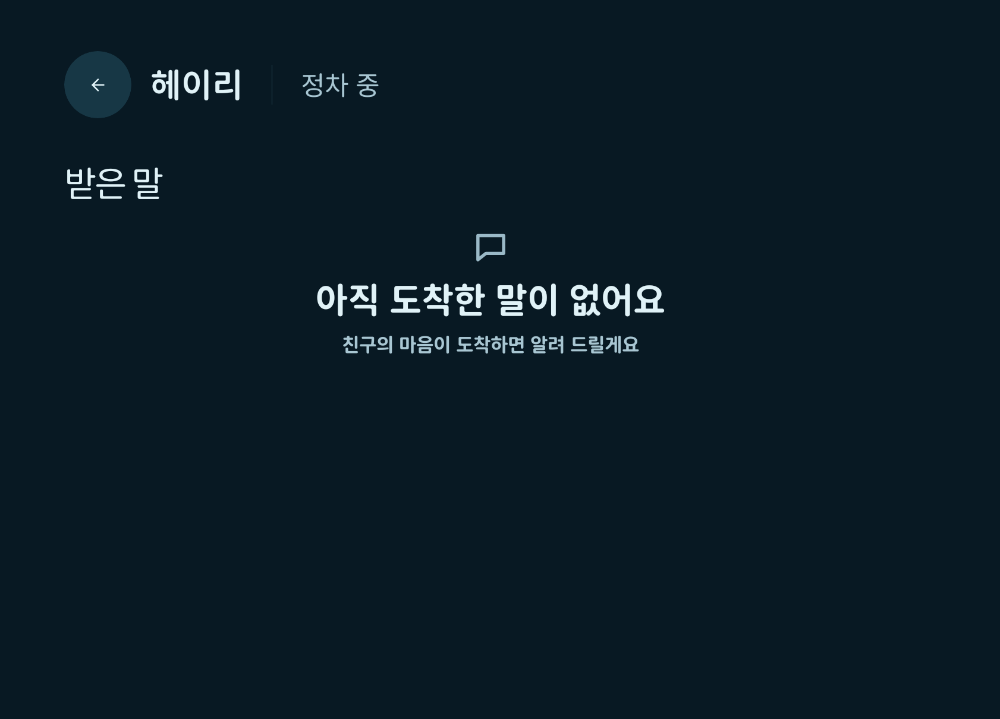 헤이리
정차 중
받은 말
아직 도착한 말이 없어요
친구의 마음이 도착하면 알려 드릴게요